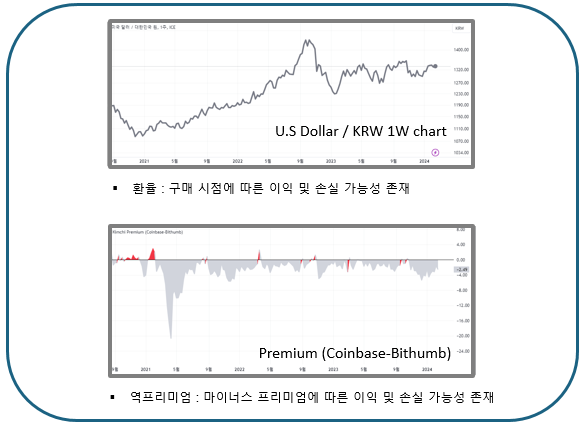 미국 달러 / 대한민국 원, 1주, ICE
KRW
1400.00
1320.00
1270.00
1230.00
1190.00
1150.00
1110.00
1070.00
1034.00
U.S Dollar / KRW 1W chart
2021 5월 9월 2022 5월 9월 2023 5월 9월 2024
▪ 환율 : 구매 시점에 따른 이익 및 손실 가능성 존재
Kimchi Premium (Coinbase-Bithumb)
8.00
4.00
0.00
-2.49
-4.00
-8.00
-12.00
-16.00
-20.00
-24.00
Premium (Coinbase-Bithumb)
2021 5월 9월 2022 5월 9월 2023 5월 9월 2024
▪ 역프리미엄 : 마이너스 프리미엄에 따른 이익 및 손실 가능성 존재